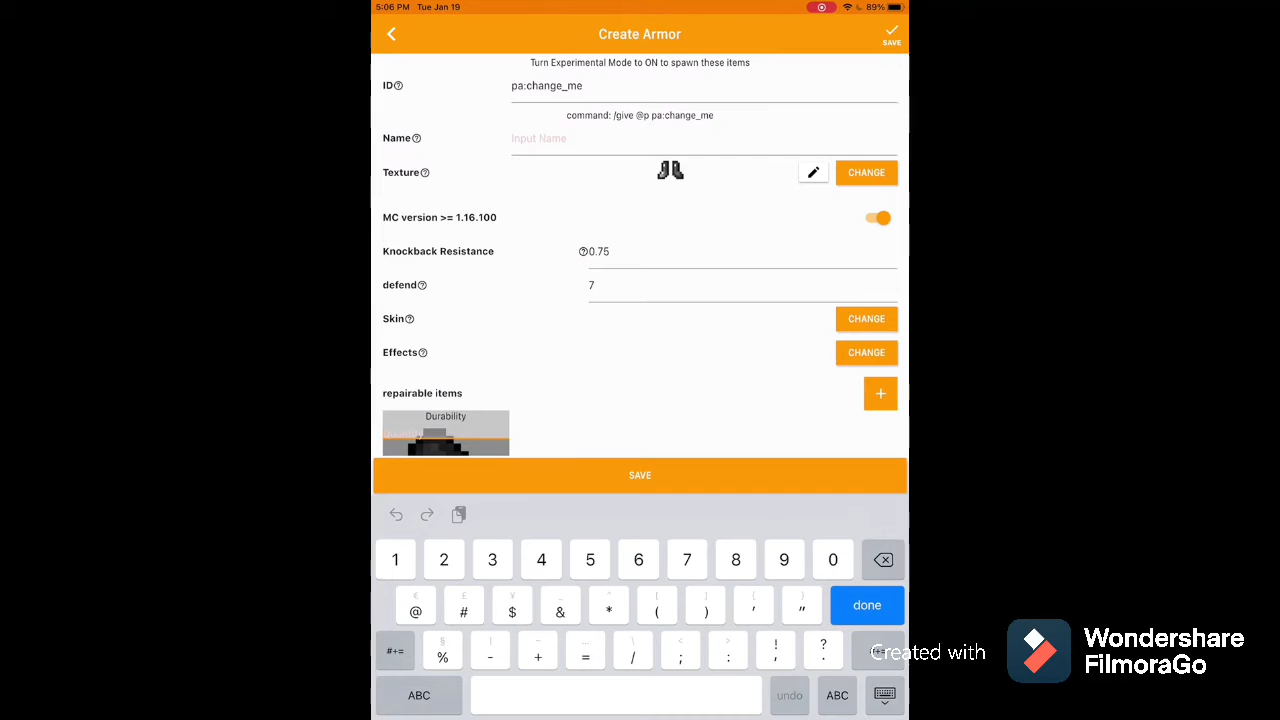 5:06 PM Tue Jan 19
89%
Create Armor
SAVE
Turn Experimental Mode to ON to spawn these items
ID
pa:change_me
command: /give @p pa:change_me
Name
Input Name
Texture
CHANGE
MC version >= 1.16.100
Knockback Resistance
0.75
defend
7
Skin
CHANGE
Effects
CHANGE
repairable items
+
Durability
SAVE
1 2 3 4 5 6 7 8 9 0
€ £ ¥ _ ^ [ ] { }
@ # $ & * ( ) ' "
done
§ | ~ … \ < > ! ?
#+= % - + = / ; : , .
ABC
undo
ABC
Created with
Wondershare
FilmoraGo